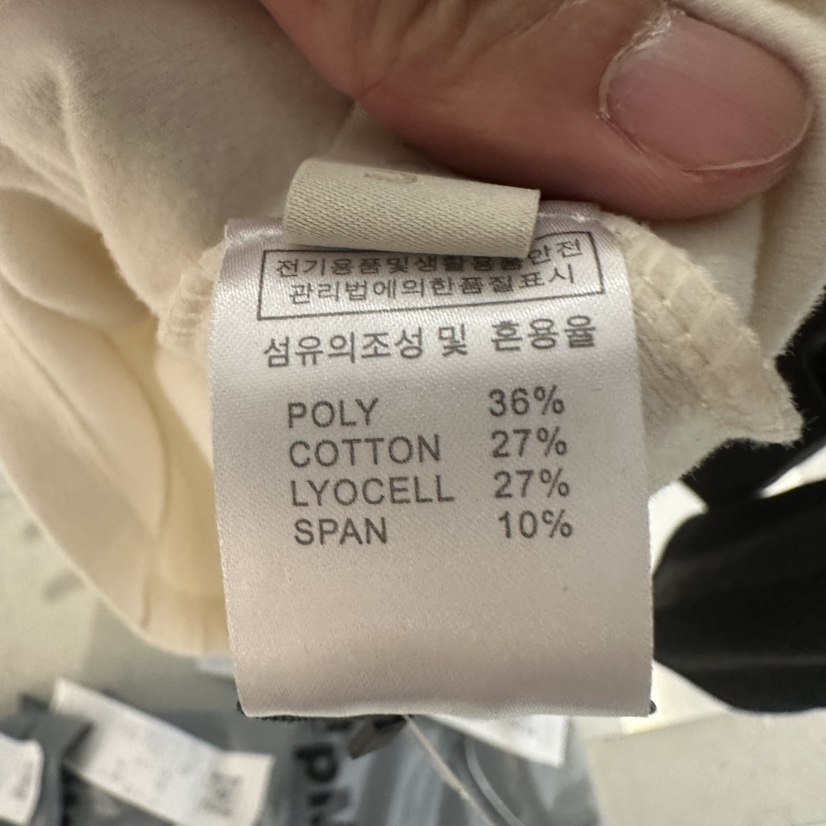 전기용품및생활용품안전
관리법에의한품질표시
섬유의조성 및 혼용율
POLY 36%
COTTON 27%
LYOCELL 27%
SPAN 10%